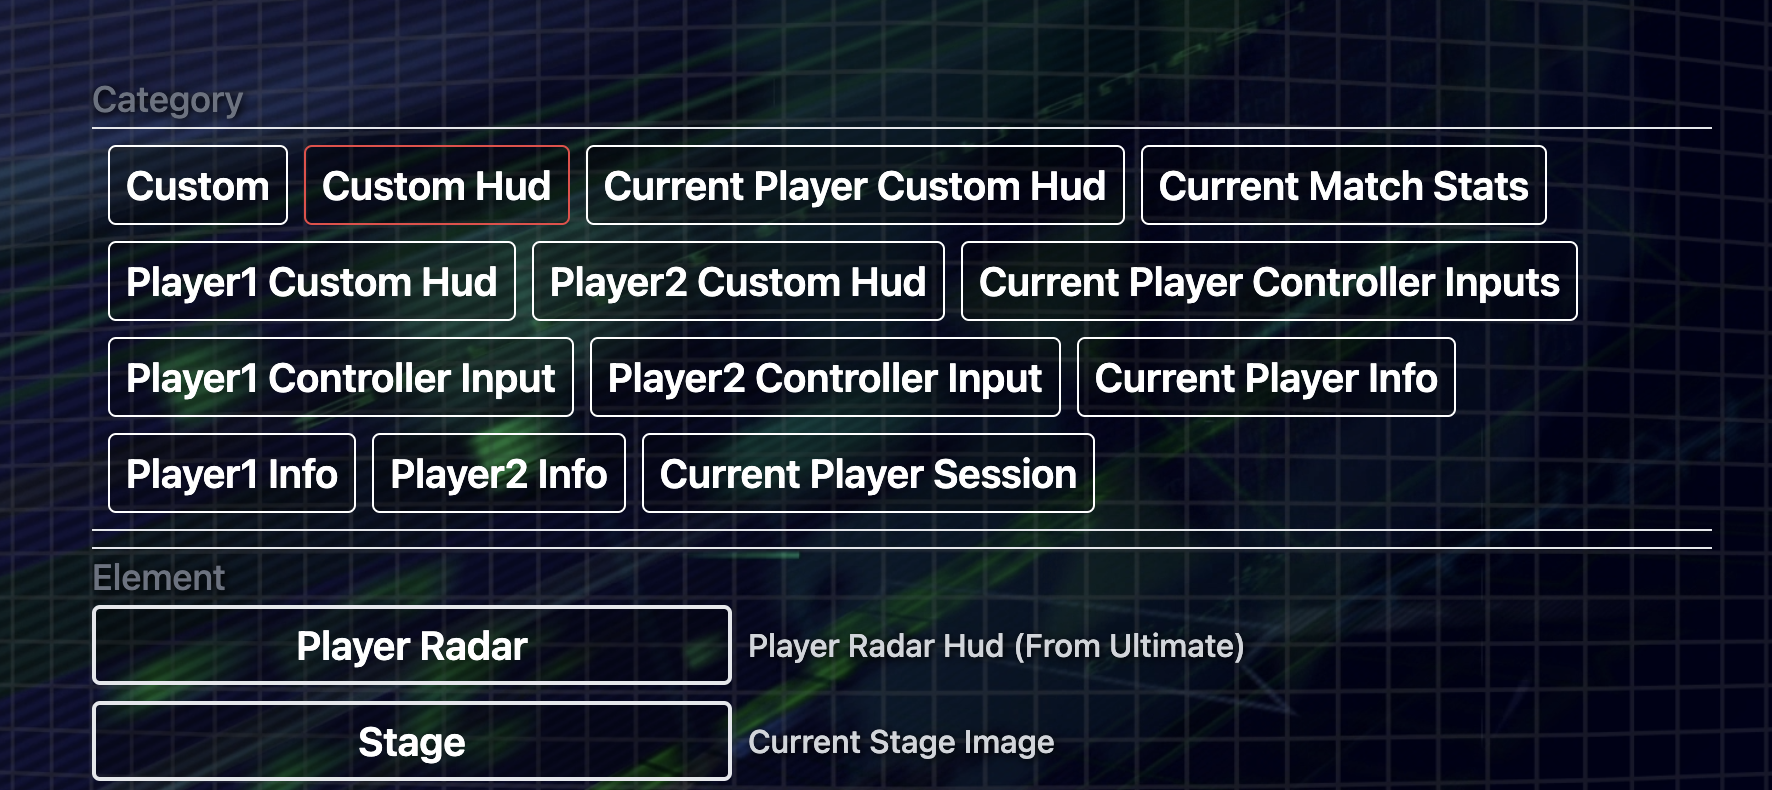 Category
Custom Custom Hud Current Player Custom Hud Current Match Stats
Player1 Custom Hud Player2 Custom Hud Current Player Controller Inputs
Player1 Controller Input Player2 Controller Input Current Player Info
Player1 Info Player2 Info Current Player Session
Element
Player Radar Player Radar Hud (From Ultimate)
Stage Current Stage Image